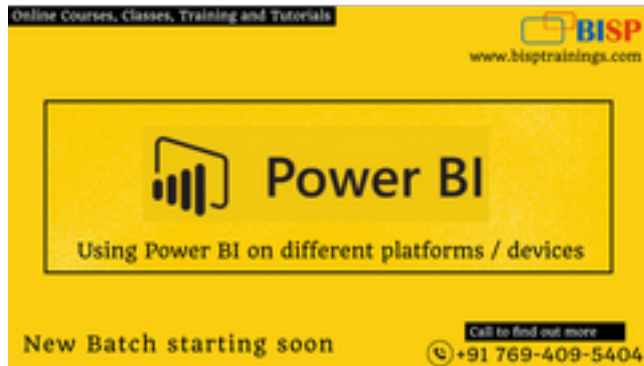 Online Courses, Classes, Training and Tutorials
BISP
www.bisptrainings.com
Power BI
Using Power BI on different platforms / devices
New Batch starting soon
Call to find out more
+91 769-409-5404